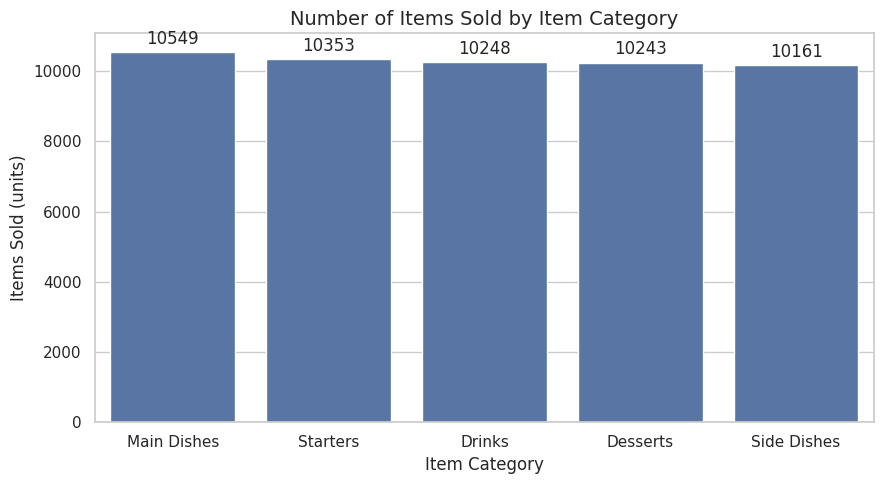 Number of Items Sold by Item Category
10549
10353
10248
10243
10161
10000
8000
6000
4000
2000
0
Items Sold (units)
Main Dishes
Starters
Drinks
Desserts
Side Dishes
Item Category